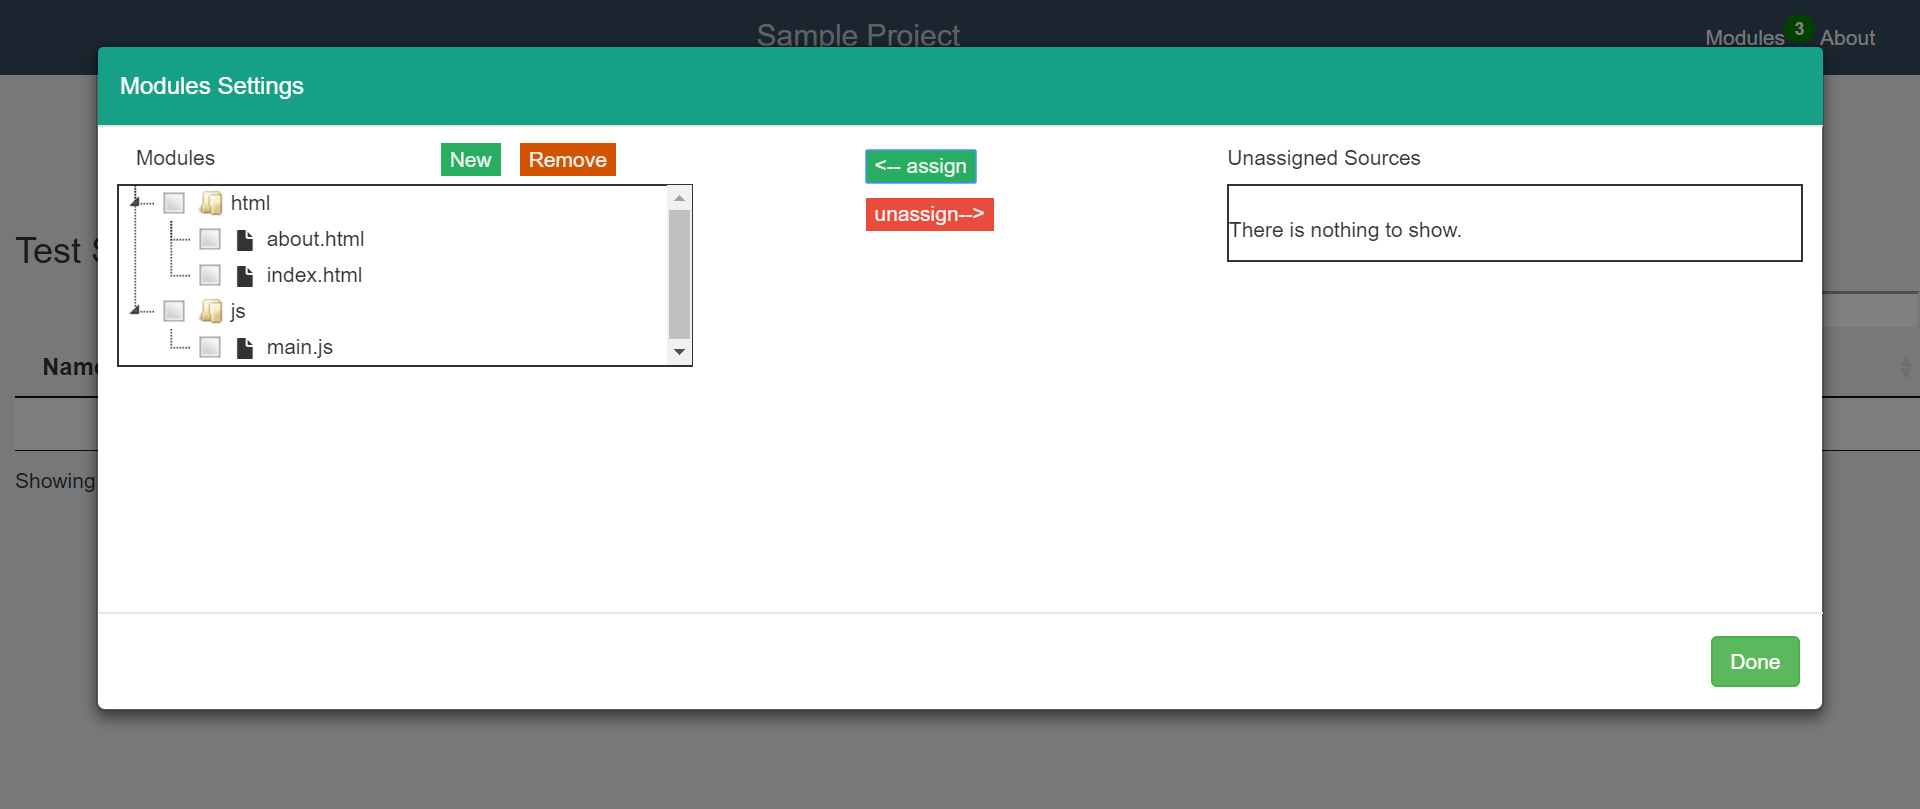 Sample Project
Modules 3 About
Modules Settings
Modules New Remove
<-- assign
unassign-->
Unassigned Sources
html
about.html
index.html
js
main.js
There is nothing to show.
Test
Name
Showing
Done